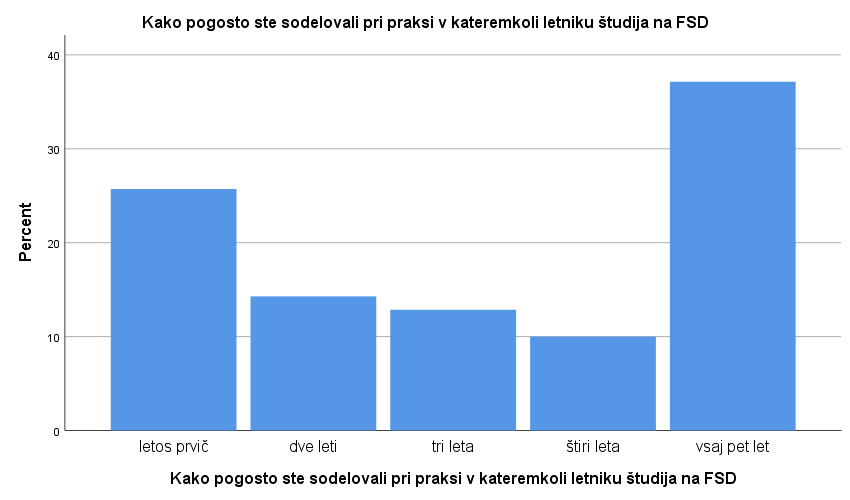 Kako pogosto ste sodelovali pri praksi v kateremkoli letniku študija na FSD
40
30
20
10
0
Percent
letos prvič
dve leti
tri leta
štiri leta
vsaj pet let
Kako pogosto ste sodelovali pri praksi v kateremkoli letniku študija na FSD